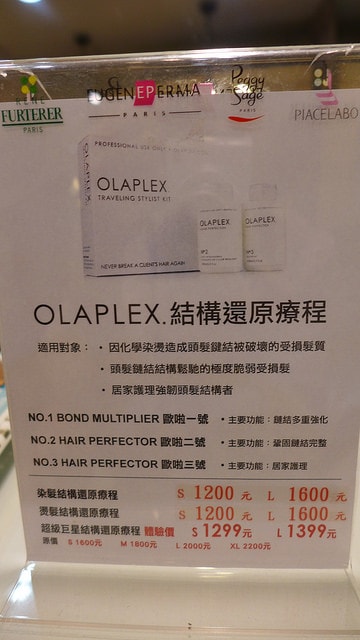 RENE
FURTERER
PARIS
EUGENE PERMA
PARIS
Peggy
Sage
PARIS
PIACELABO
PROFESSIONAL USE ONLY
OLAPLEX
TRAVELING STYLIST KIT
NEVER BREAK A CLIENT'S HAIR AGAIN
OLAPLEX
Nº2
OLAPLEX
Nº3
OLAPLEX.結構還原療程
適用對象：・因化學染燙造成頭髮鏈結被破壞的受損髮質
・頭髮鏈結結構鬆馳的極度脆弱受損髮
・居家護理強韌頭髮結構者
NO.1 BOND MULTIPLIER 歐啦一號 ・主要功能：鏈結多重強化
NO.2 HAIR PERFECTOR 歐啦二號 ・主要功能：鞏固鏈結完整
NO.3 HAIR PERFECTOR 歐啦三號 ・主要功能：居家護理
染髮結構還原療程 S 1200 元 L 1600 元
燙髮結構還原療程 S 1200 元 L 1600 元
超級巨星結構還原療程 體驗價 S 1299元 L 1399元
原價 S 1600元 M 1800元 L 2000元 XL 2200元